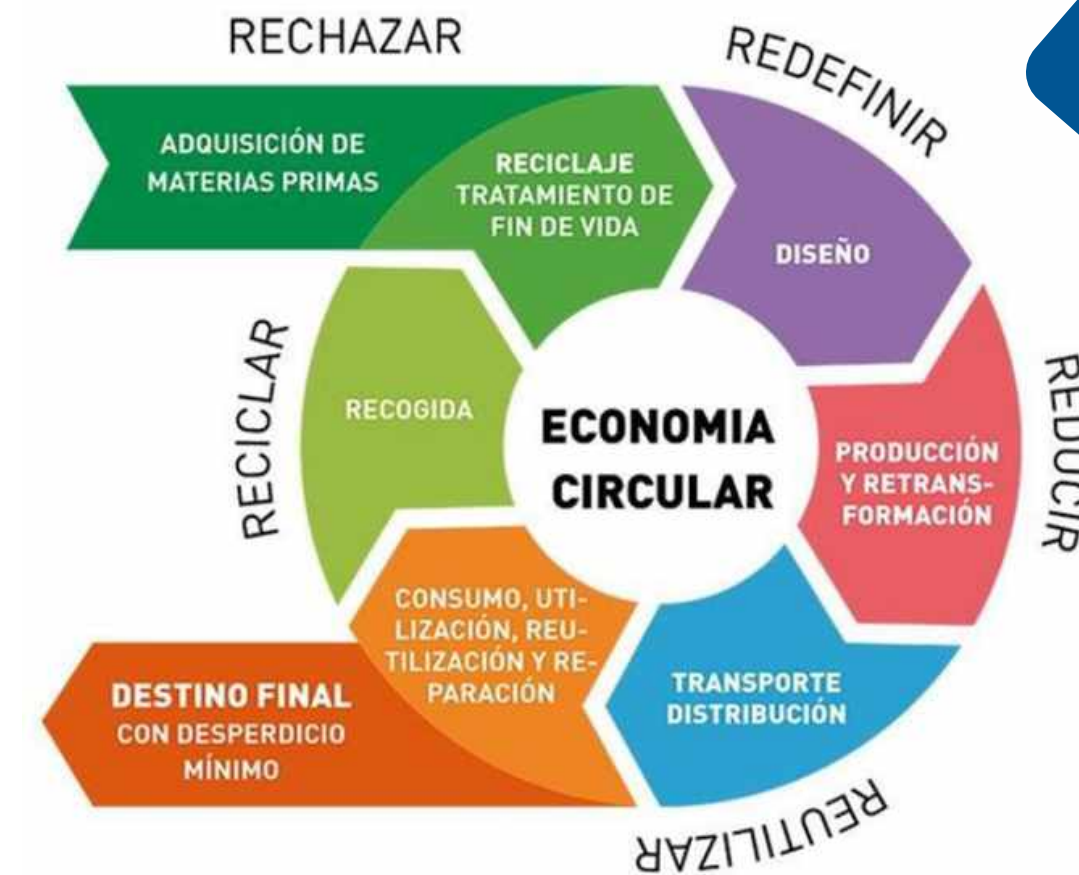 RECHAZAR
REDEFINIR
ADQUISICIÓN DE
MATERIAS PRIMAS
RECICLAJE
TRATAMIENTO DE
FIN DE VIDA
DISEÑO
REDUCIR
PRODUCCIÓN
Y RETRANS-
FORMACIÓN
TRANSPORTE
DISTRIBUCIÓN
REUTILIZAR
CONSUMO, UTI-
LIZACIÓN, REU-
TILIZACIÓN Y RE-
PARACIÓN
DESTINO FINAL
CON DESPERDICIO
MÍNIMO
RECICLAR
RECOGIDA
ECONOMIA
CIRCULAR